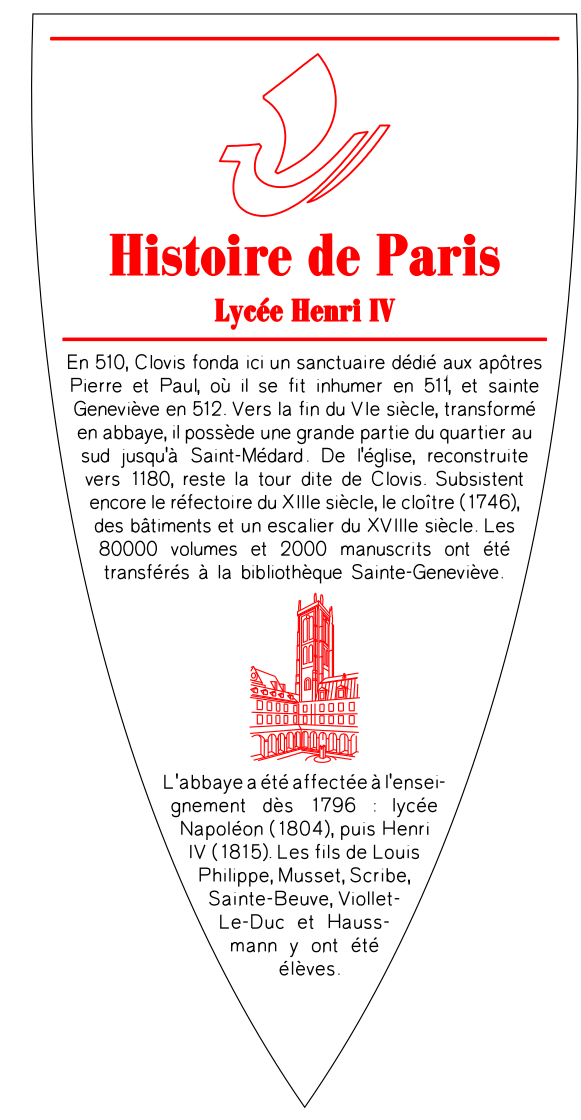 Histoire de Paris
Lycée Henri IV
En 510, Clovis fonda ici un sanctuaire dédié aux apôtres
Pierre et Paul, où il se fit inhumer en 511, et sainte
Geneviève en 512. Vers la fin du VIe siècle, transformé
en abbaye, il possède une grande partie du quartier au
sud jusqu'à Saint-Médard. De l'église, reconstruite
vers 1180, reste la tour dite de Clovis. Subsistent
encore le réfectoire du XIIIe siècle, le cloître (1746),
des bâtiments et un escalier du XVIIIe siècle. Les
80000 volumes et 2000 manuscrits ont été
transférés à la bibliothèque Sainte-Geneviève.
L'abbaye a été affectée à l'ensei-
gnement dès 1796 : lycée
Napoléon (1804), puis Henri
IV (1815). Les fils de Louis
Philippe, Musset, Scribe,
Sainte-Beuve, Viollet-
Le-Duc et Hauss-
mann y ont été
élèves.